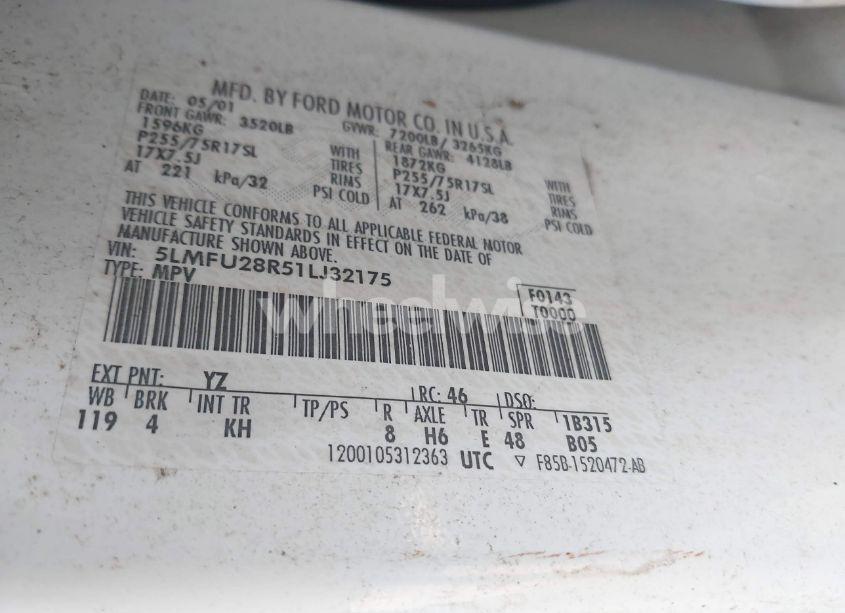 MFD. BY FORD MOTOR CO. IN U.S.A.
DATE: 05/01 GVWR: 7200LB/ 3265KG
FRONT GAWR: 3520LB REAR GAWR: 4128LB
1596KG WITH 1872KG WITH
P255/75R17SL TIRES P255/75R17SL TIRES
17X7.5J RIMS 17X7.5J RIMS
AT 221 kPa/32 PSI COLD AT 262 kPa/38 PSI COLD
THIS VEHICLE CONFORMS TO ALL APPLICABLE FEDERAL MOTOR
VEHICLE SAFETY STANDARDS IN EFFECT ON THE DATE OF
MANUFACTURE SHOWN ABOVE.
VIN: 5LMFU28R51LJ32175
TYPE: MPV
F0143
T0000
wheelwise
EXT PNT: YZ RC: 46 DSO:
WB BRK INT TR TP/PS R AXLE TR SPR 1B315
119 4 KH 8 H6 E 48 B05
1200105312363 UTC ▽ F85B-1520472-AB